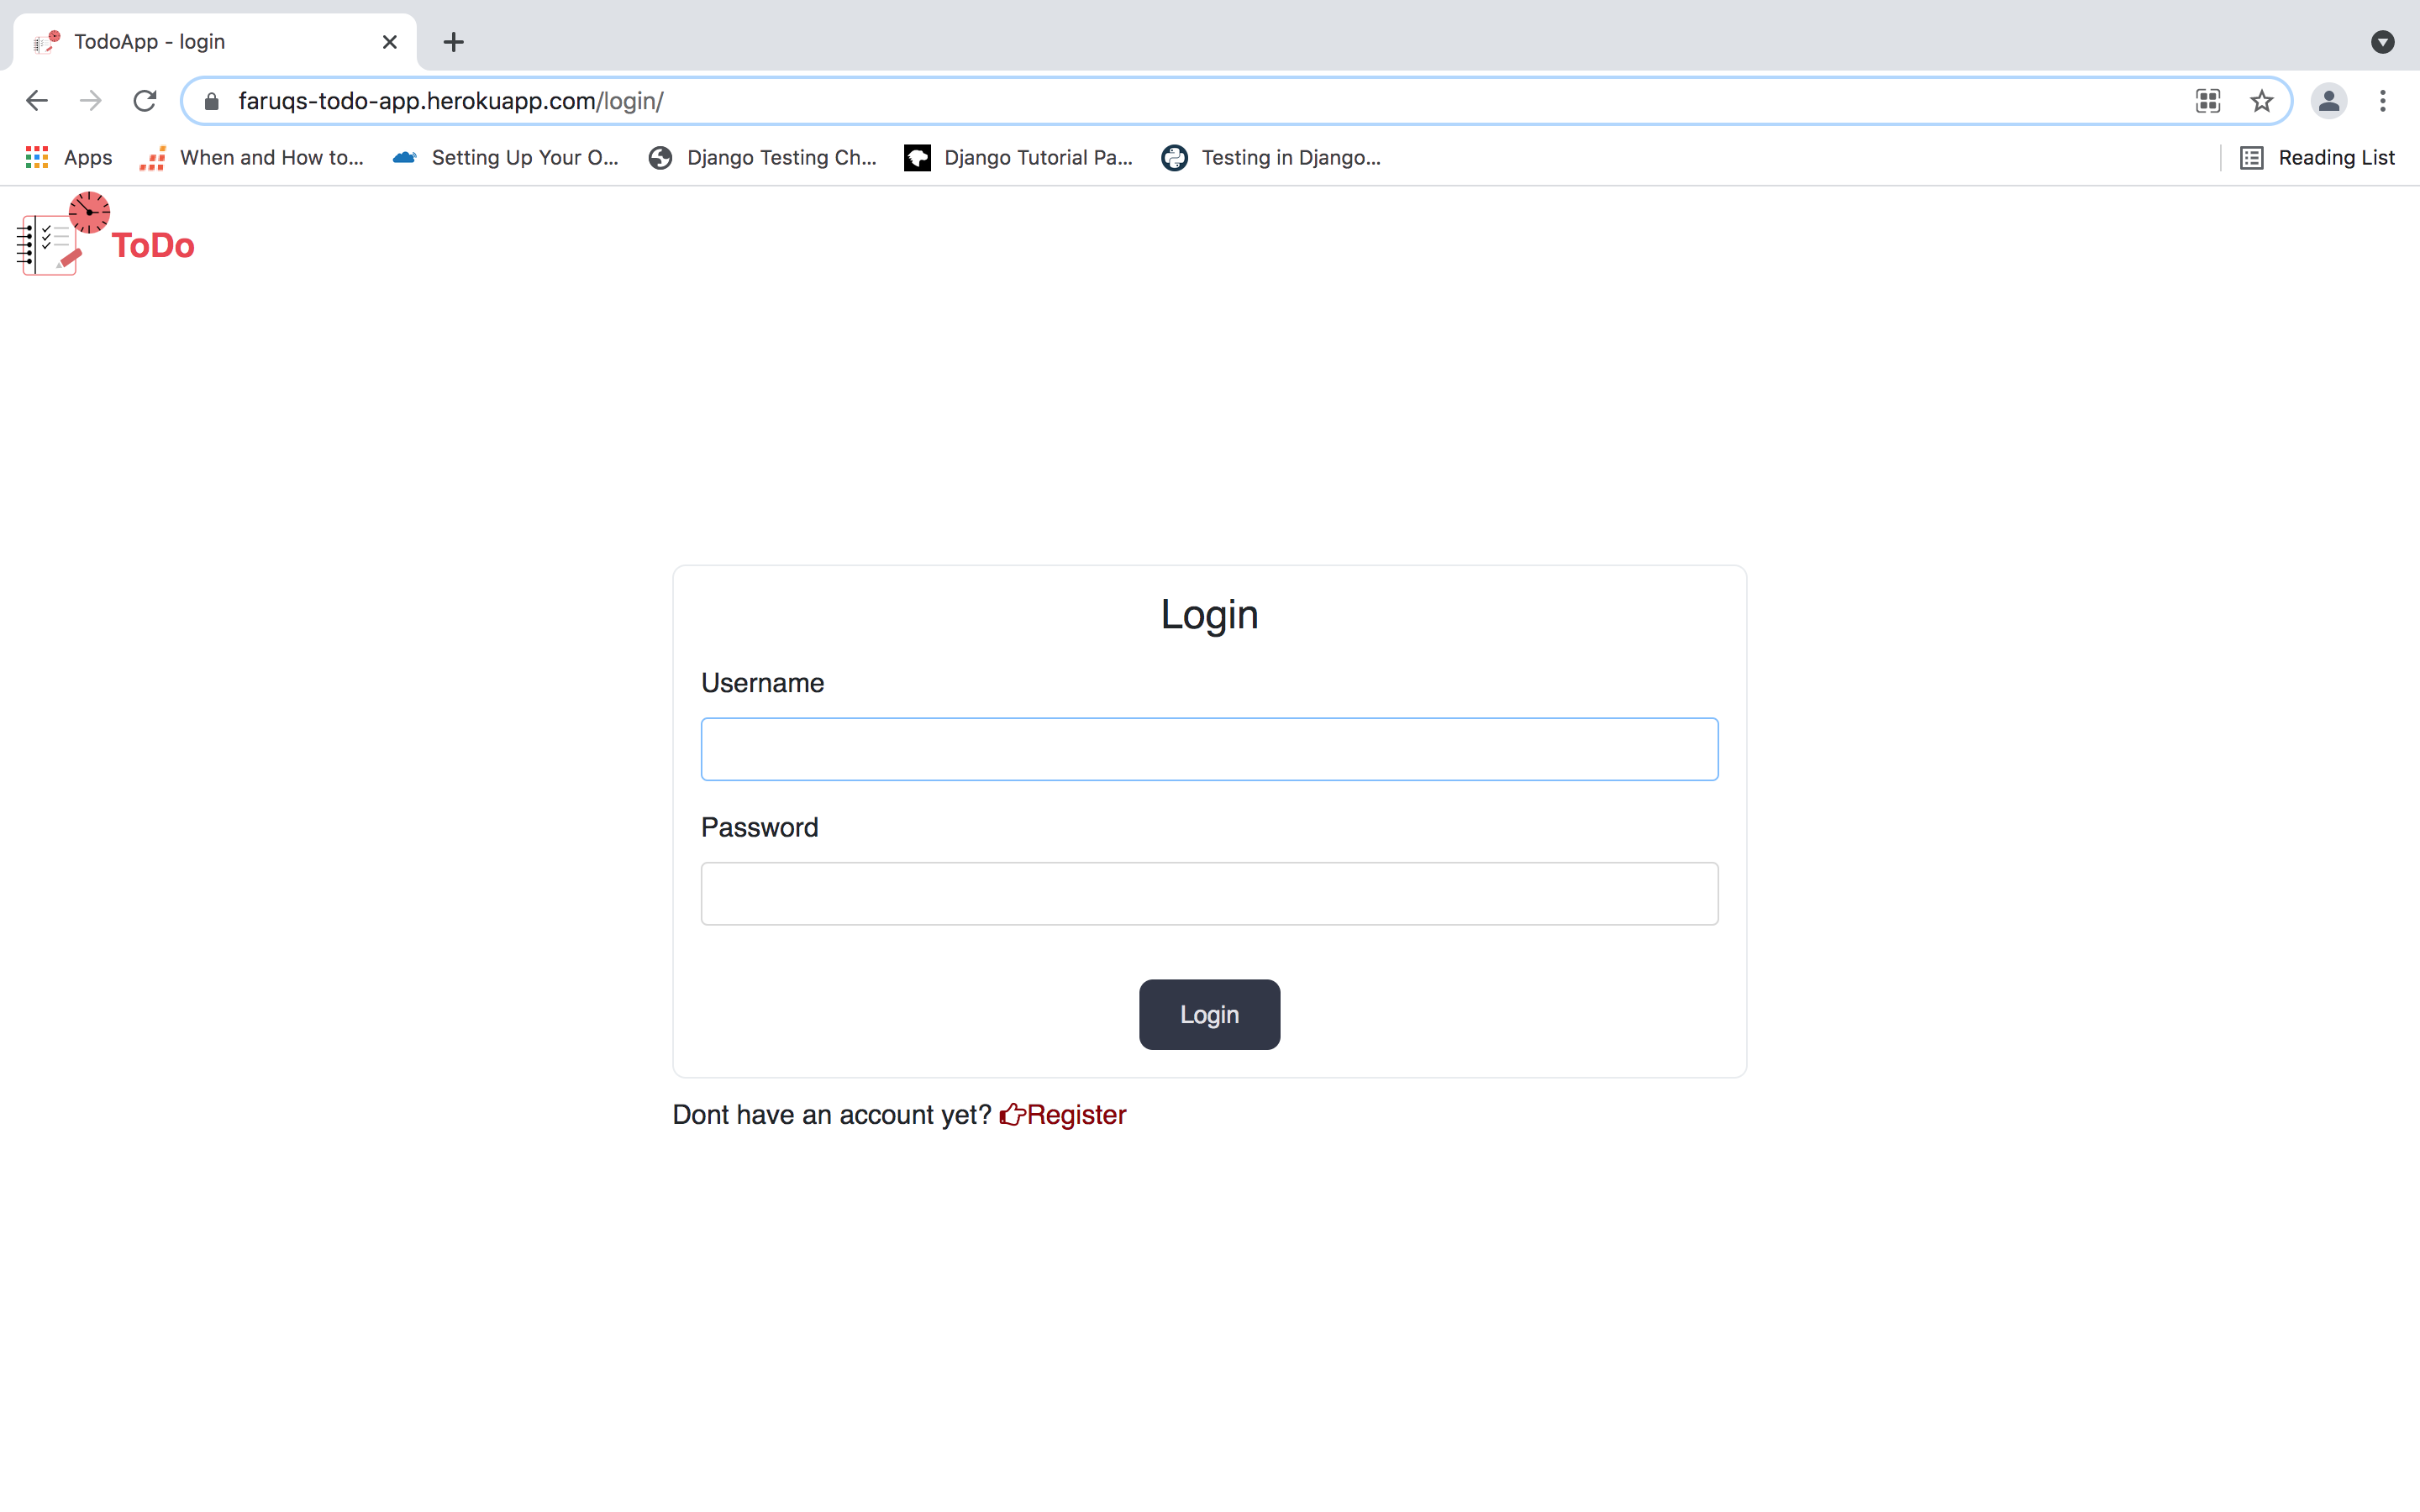 TodoApp - login
faruqs-todo-app.herokuapp.com/login/
Apps When and How to... Setting Up Your O... Django Testing Ch... Django Tutorial Pa... Testing in Django... Reading List
ToDo
Login
Username
Password
Login
Dont have an account yet? Register